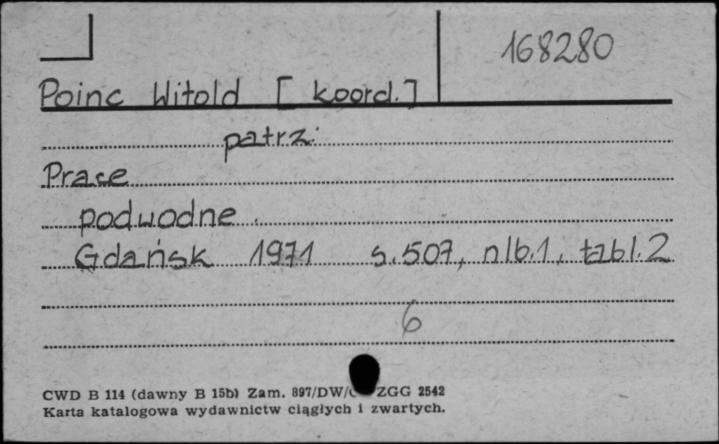 168280
Poinc Witold [koord.]
patrz:
Prace
podwodne.
Gdańsk 1971 s.507, nlb.1, tabl.2
6
CWD B 114 (dawny B 15b) Zam. 897/DW/ ZGG 2542
Karta katalogowa wydawnictw ciągłych i zwartych.